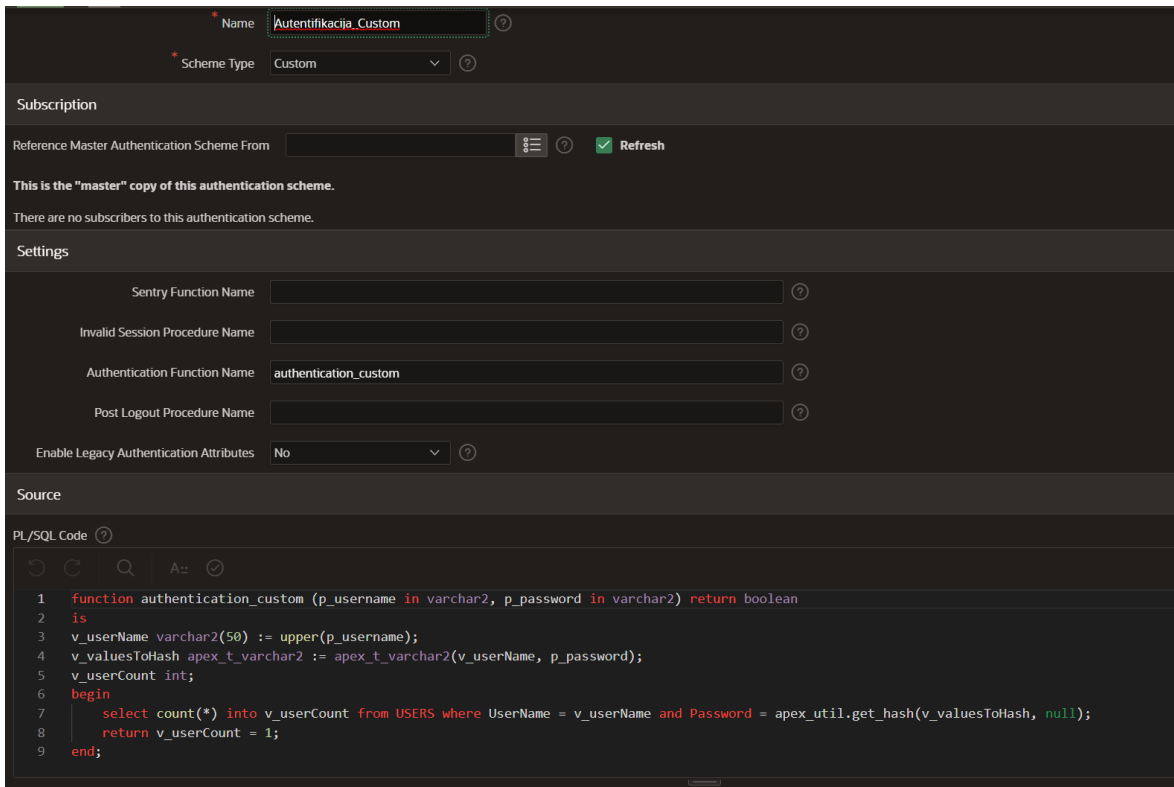 * Name Autentifikacija_Custom ?
* Scheme Type Custom ?
Subscription
Reference Master Authentication Scheme From ? Refresh
This is the "master" copy of this authentication scheme.
There are no subscribers to this authentication scheme.
Settings
Sentry Function Name ?
Invalid Session Procedure Name ?
Authentication Function Name authentication_custom ?
Post Logout Procedure Name ?
Enable Legacy Authentication Attributes No ?
Source
PL/SQL Code ?
A::
1 function authentication_custom (p_username in varchar2, p_password in varchar2) return boolean
2 is
3 v_userName varchar2(50) := upper(p_username);
4 v_valuesToHash apex_t_varchar2 := apex_t_varchar2(v_userName, p_password);
5 v_userCount int;
6 begin
7 select count(*) into v_userCount from USERS where UserName = v_userName and Password = apex_util.get_hash(v_valuesToHash, null);
8 return v_userCount = 1;
9 end;